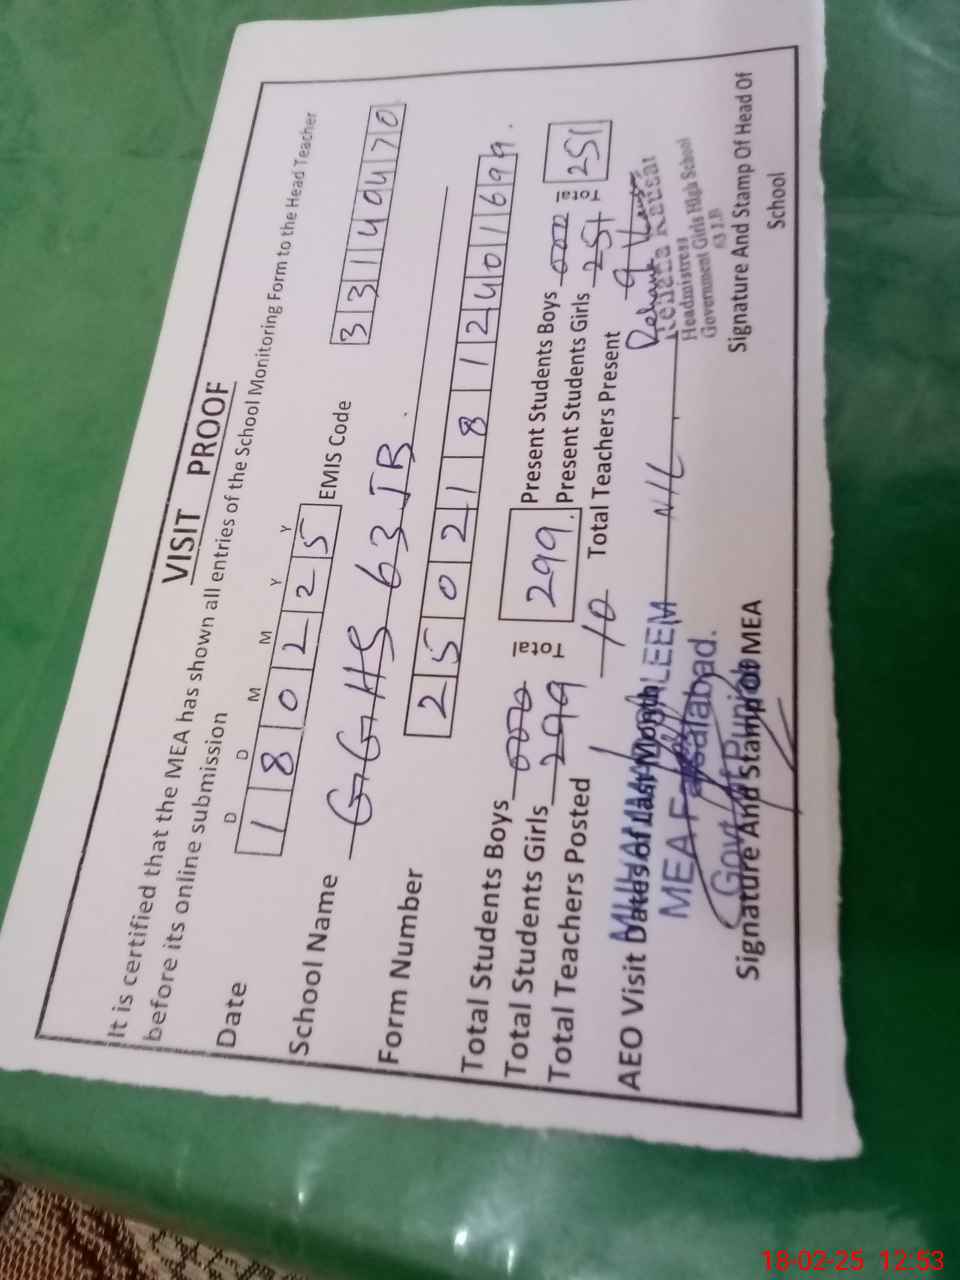 VISIT PROOF
It is certified that the MEA has shown all entries of the School Monitoring Form to the Head Teacher
before its online submission
D D M M Y Y
Date 1 8 0 2 2 5 EMIS Code 3 3 1 4 0 4 7 0
School Name GGHS 63 JB.
Form Number 2 5 0 2 1 8 1 2 4 0 1 6 9 9.
Total Students Boys 000 Present Students Boys 000
Total Students Girls 299 Total 299. Present Students Girls 251 Total 251
Total Teachers Posted 10 Total Teachers Present 9
AEO Visit Dates of Last Month NIL.
MEA Faisalabad.
Govt of Punjab
Headmistress
Government Girls High School
63 J.B
Signature And Stamp Of MEA
Signature And Stamp Of Head Of
School
18-02-25 12:53